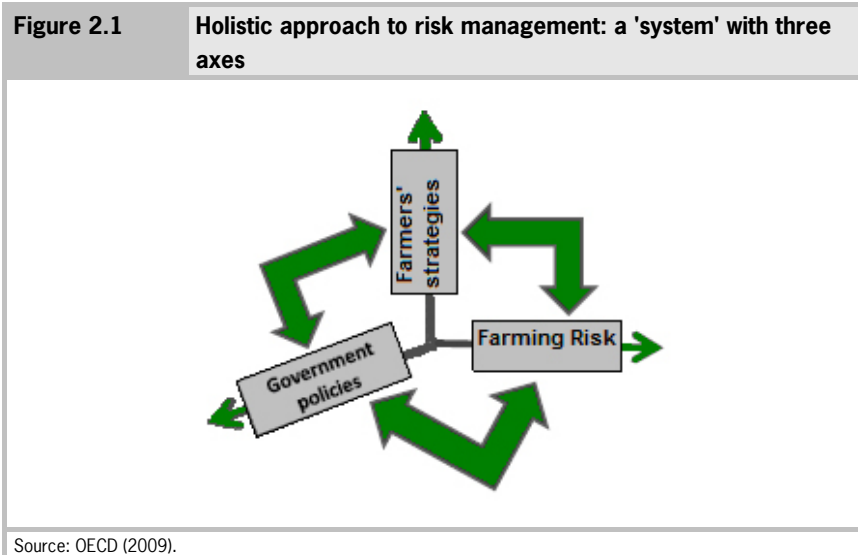 Figure 2.1
Holistic approach to risk management: a 'system' with three
axes
Farmers'
strategies
Farming Risk
Government
policies
Source: OECD (2009).